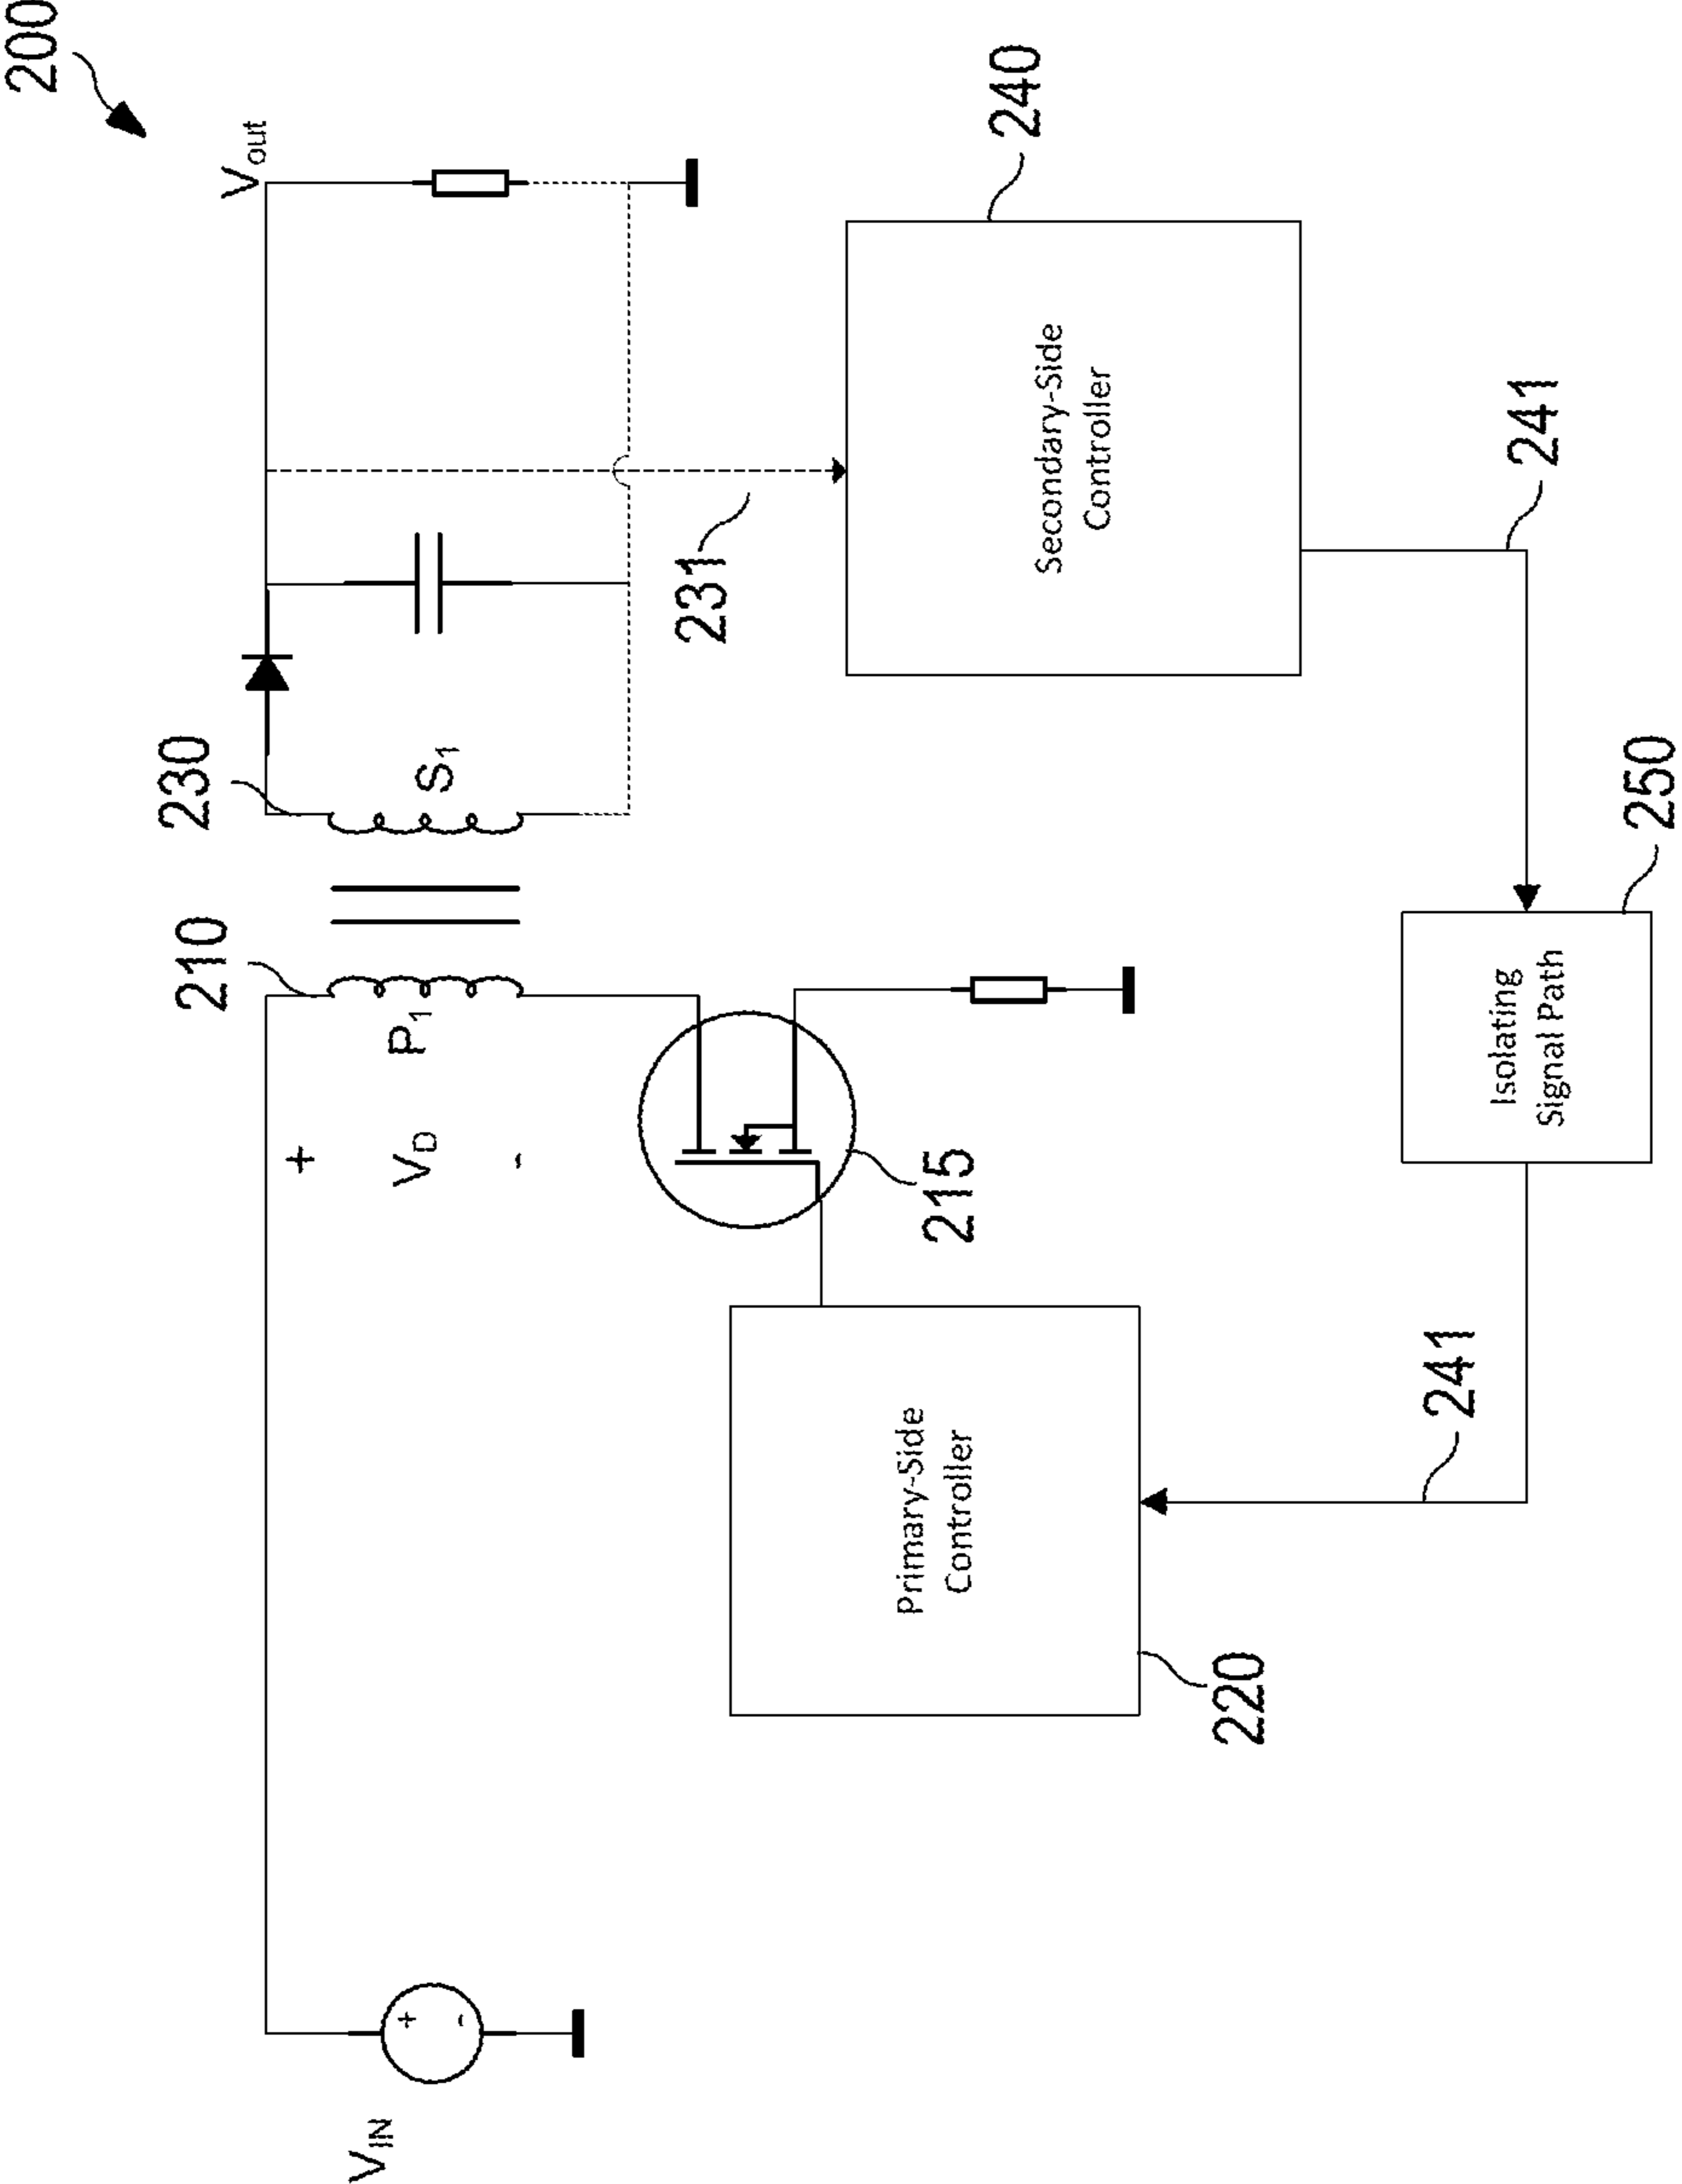 200
Vout
230
210
S1
P1
+
VD
-
VIN
+
-
231
215
240
Secondary-Side
Controller
Primary-Side
Controller
220
241
241
250
Isolating
Signal Path